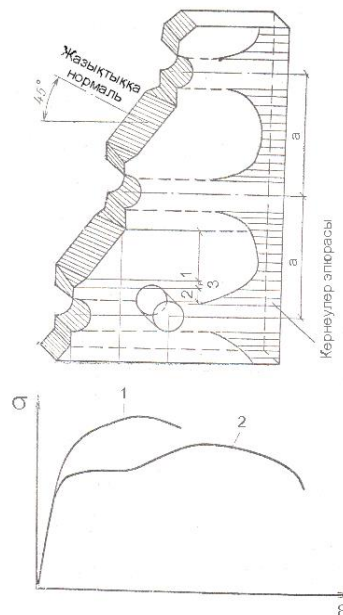 45°
Жазықтыққа
нормаль
a
a
1
2
3
Кернеулер эпюрасы
σ
1
2
ε